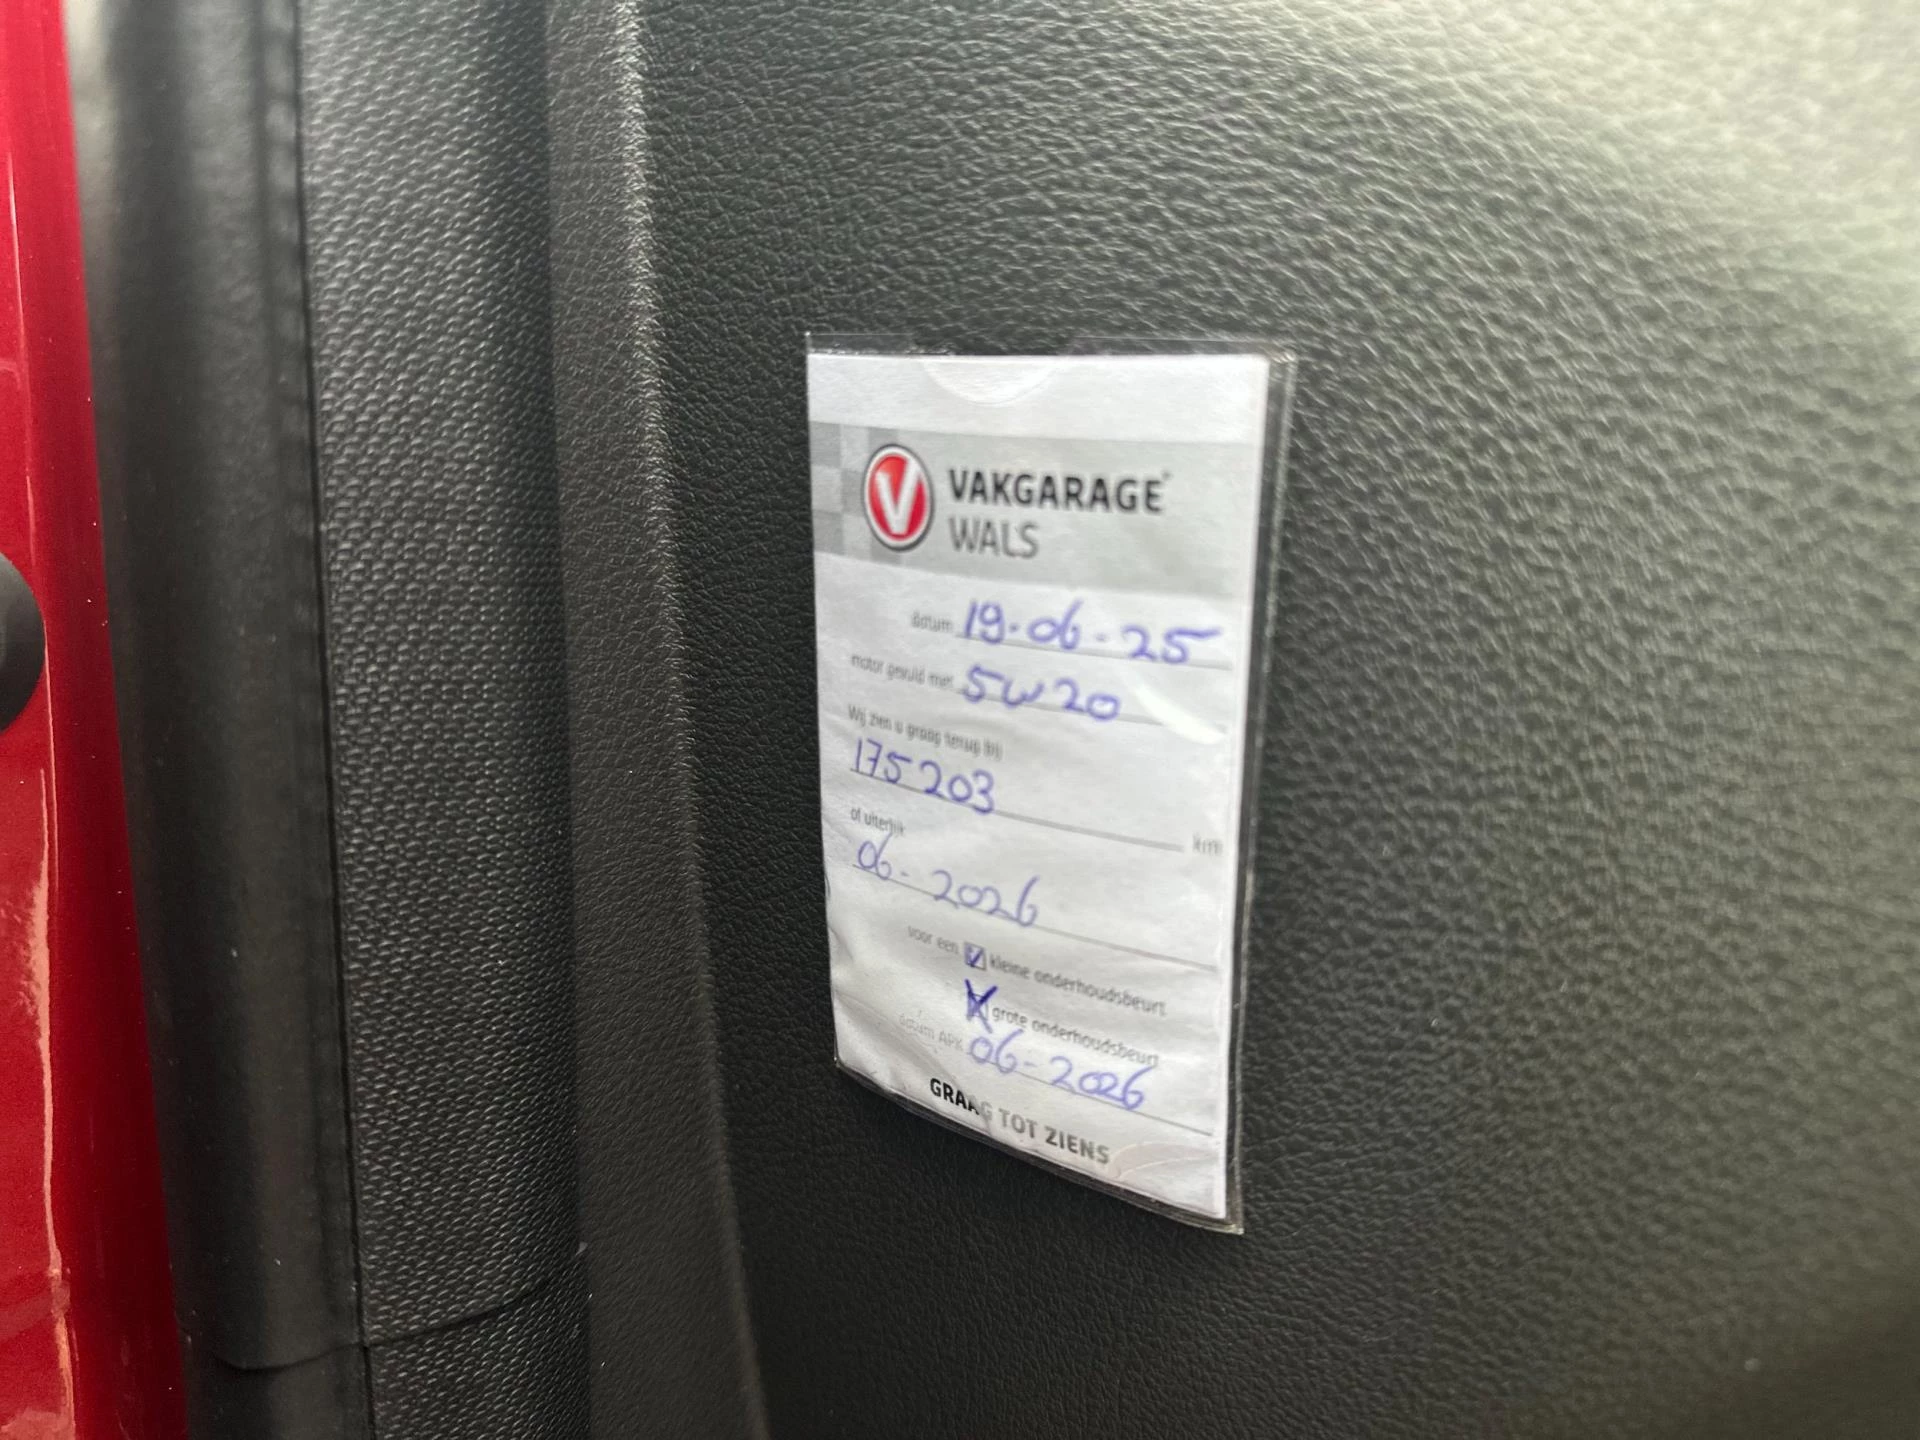 V VAKGARAGE
WALS
datum 19-06-25
motor gevuld met 5W20
Wij zien u graag terug bij
175203 km
of uiterlijk
06-2026
voor een kleine onderhoudsbeurt
grote onderhoudsbeurt
datum APK 06-2026
GRAAG TOT ZIENS